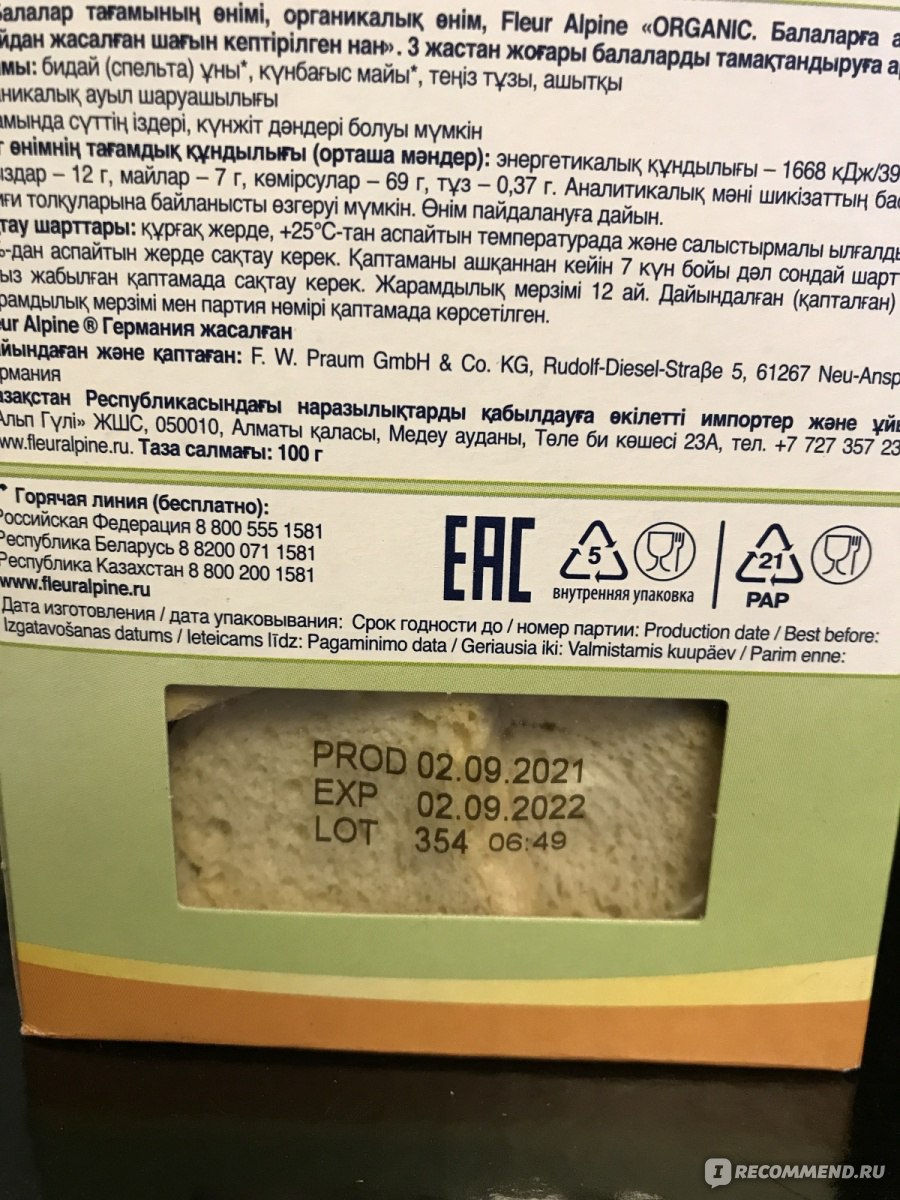 Балалар тағамының өнімі, органикалық өнім, Fleur Alpine «ORGANIC. Балаларға
йдан жасалған шағын кептірілген нан». 3 жастан жоғары балаларды тамақтандыруға
амы: бидай (спельта) ұны*, күнбағыс майы*, теңіз тұзы, ашытқы
аникалық ауыл шаруашылығы
амында сүттің іздері, күнжіт дәндері болуы мүмкін
г өнімнің тағамдық құндылығы (орташа мәндер): энергетикалық құндылығы – 1668 кДж/39
ыздар – 12 г, майлар – 7 г, көмірсулар – 69 г, тұз – 0,37 г. Аналитикалық мәні шикізаттың
иғи толқуларына байланысты өзгеруі мүмкін. Өнім пайдалануға дайын.
қтау шарттары: құрғақ жерде, +25°С-тан аспайтын температурада және салыстырмалы ылғалды
%-дан аспайтын жерде сақтау керек. Қаптаманы ашқаннан кейін 7 күн бойы дәл сондай шарт
ыз жабылған қаптамада сақтау керек. Жарамдылық мерзімі 12 ай. Дайындалған (қапталған)
рамдылық мерзімі мен партия нөмірі қаптамада көрсетілген.
eur Alpine ® Германия жасалған
айындаған және қаптаған: F. W. Praum GmbH & Co. KG, Rudolf-Diesel-Straße 5, 61267 Neu-Ansp
ермания
азақстан Республикасындағы наразылықтарды қабылдауға өкілетті импортер және ұй
Альп Гүлі» ЖШС, 050010, Алматы қаласы, Медеу ауданы, Төле би көшесі 23А, тел. +7 727 357 23
www.fleuralpine.ru. Таза салмағы: 100 г
* Горячая линия (бесплатно):
Российская Федерация 8 800 555 1581
Республика Беларусь 8 8200 071 1581
Республика Казахстан 8 800 200 1581
www.fleuralpine.ru
EAC
5
внутренняя упаковка
21
PAP
Дата изготовления / дата упаковывания: Срок годности до / номер партии: Production date / Best before:
Izgatavošanas datums / Ieteicams līdz: Pagaminimo data / Geriausia iki: Valmistamis kuupäev / Parim enne:
PROD 02.09.2021
EXP 02.09.2022
LOT 354 06:49
IRECOMMEND.RU